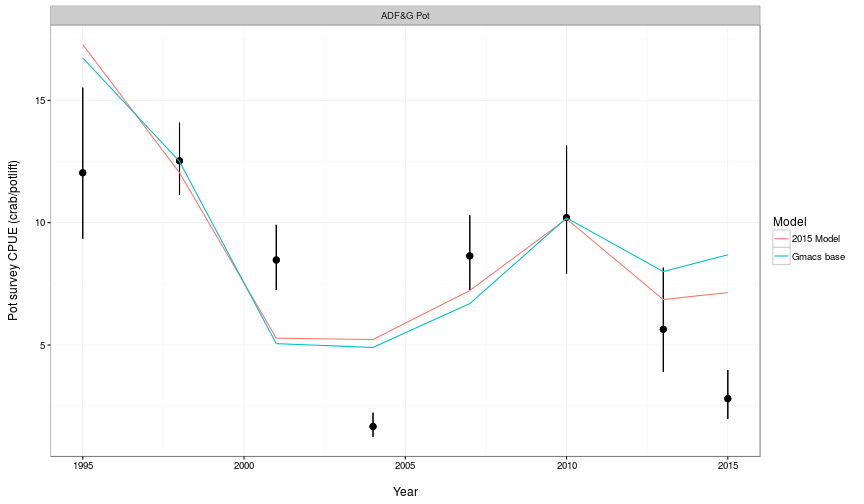 ADF&G Pot
Pot survey CPUE (crab/potlift)
15
10
5
1995
2000
2005
2010
2015
Year
Model
2015 Model
Gmacs base